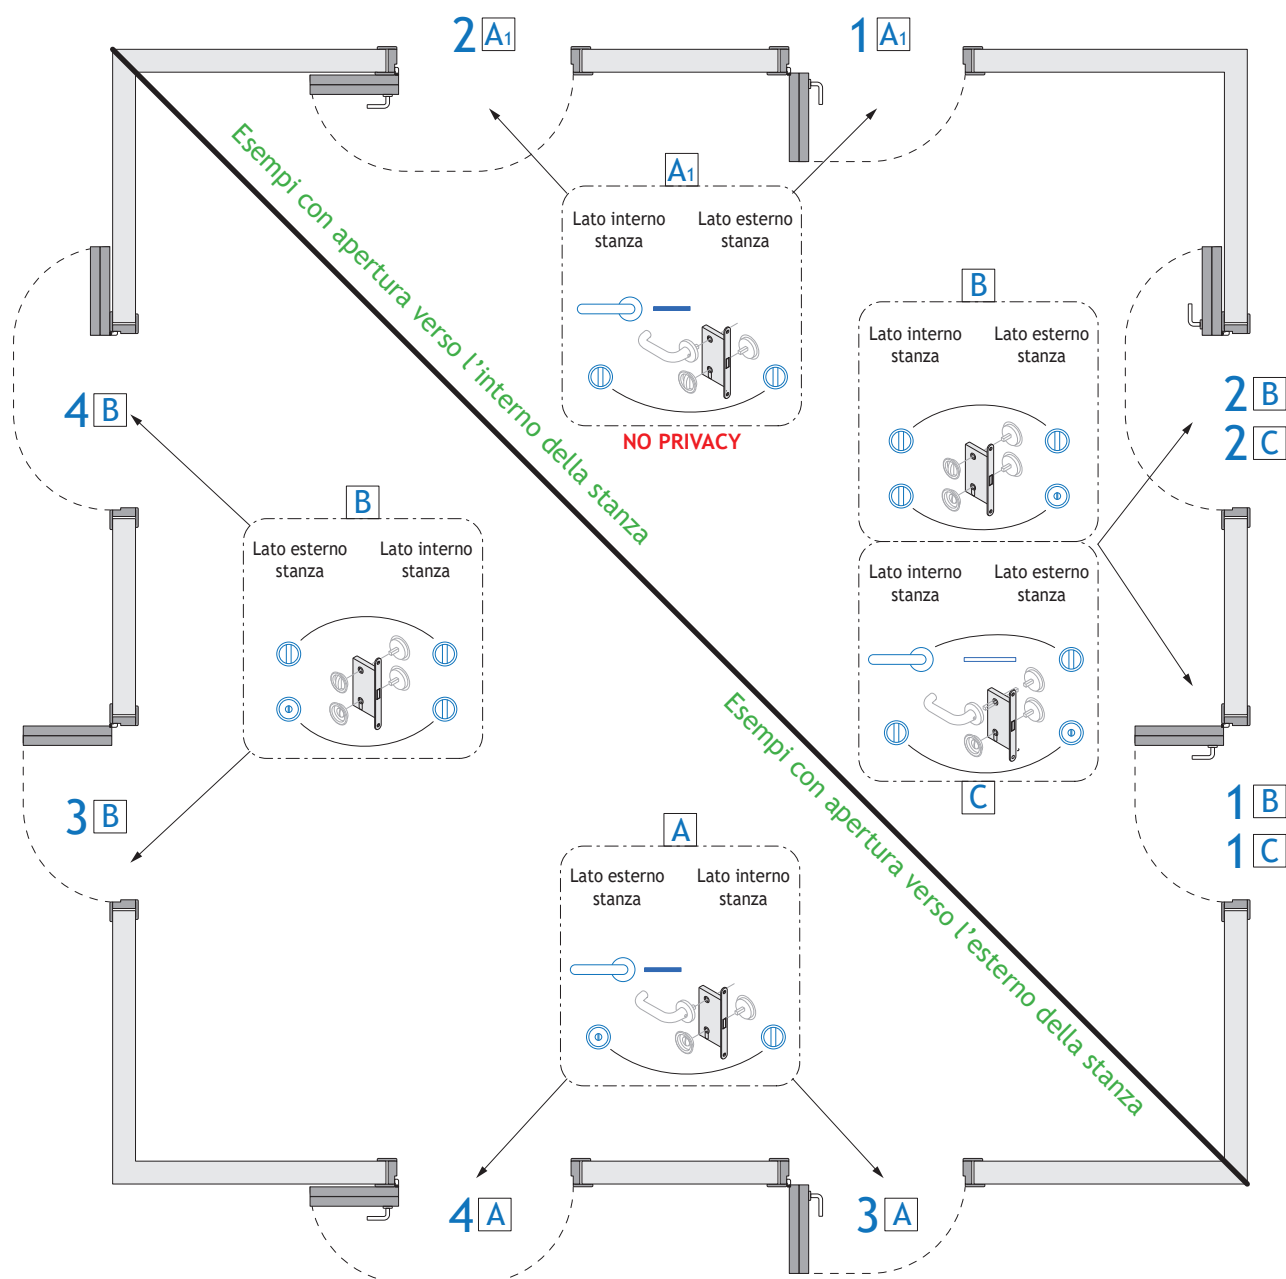 2 A1
1 A1
Esempi con apertura verso l'interno della stanza
A1
Lato interno
stanza
Lato esterno
stanza
NO PRIVACY
B
Lato interno
stanza
Lato esterno
stanza
2 B
2 C
4 B
B
Lato esterno
stanza
Lato interno
stanza
Lato interno
stanza
Lato esterno
stanza
C
Esempi con apertura verso l'esterno della stanza
3 B
1 B
1 C
A
Lato esterno
stanza
Lato interno
stanza
4 A
3 A